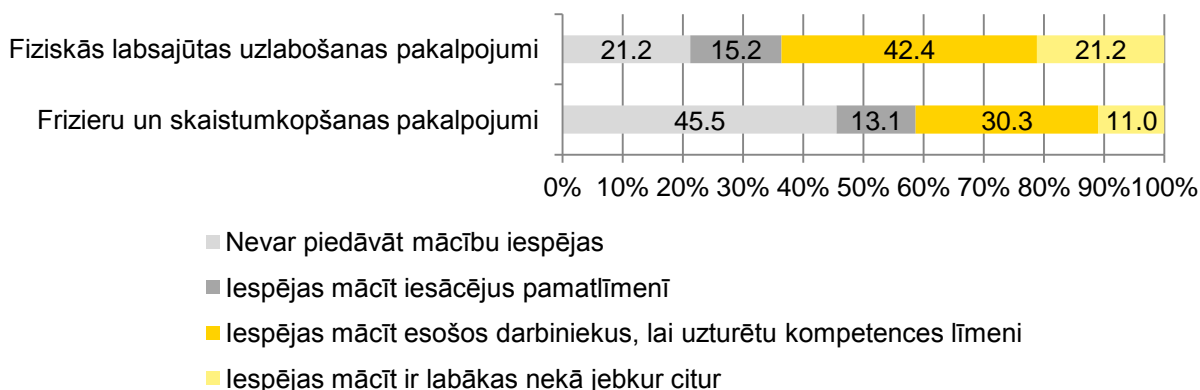 Fiziskās labsajūtas uzlabošanas pakalpojumi
21.2 15.2 42.4 21.2
Frizieru un skaistumkopšanas pakalpojumi
45.5 13.1 30.3 11.0
0% 10% 20% 30% 40% 50% 60% 70% 80% 90%100%
Nevar piedāvāt mācību iespējas
Iespējas mācīt iesācējus pamatlīmenī
Iespējas mācīt esošos darbiniekus, lai uzturētu kompetences līmeni
Iespējas mācīt ir labākas nekā jebkur citur